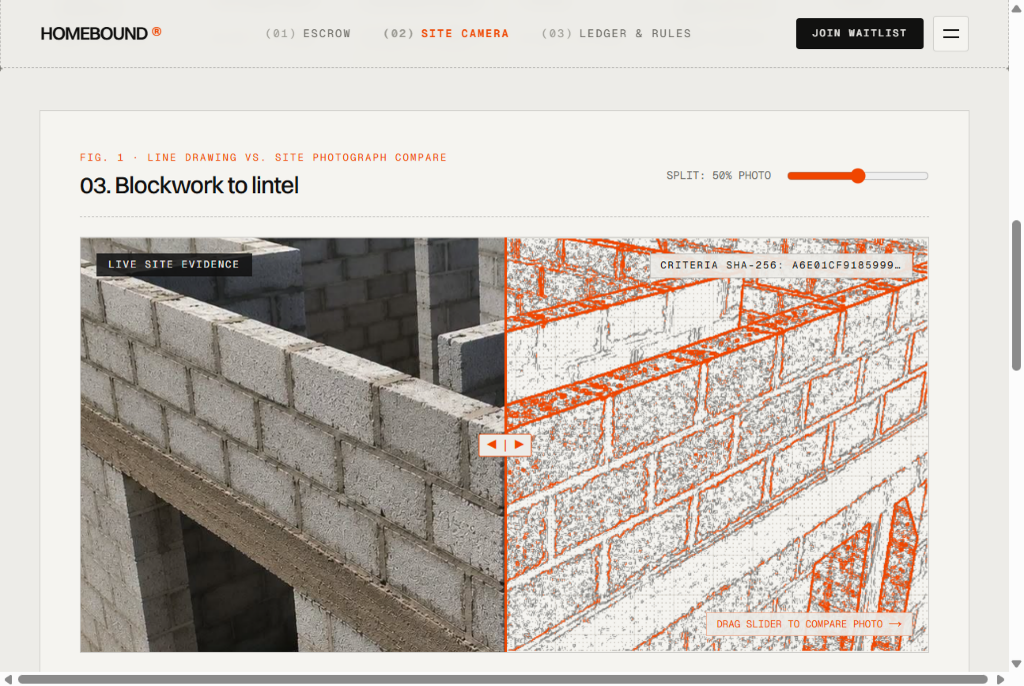 HOMEBOUND ®
(01) ESCROW
(02) SITE CAMERA
(03) LEDGER & RULES
JOIN WAITLIST
FIG. 1 · LINE DRAWING VS. SITE PHOTOGRAPH COMPARE
03. Blockwork to lintel
SPLIT: 50% PHOTO
LIVE SITE EVIDENCE
CRITERIA SHA-256: A6E01CF9185999…
DRAG SLIDER TO COMPARE PHOTO →